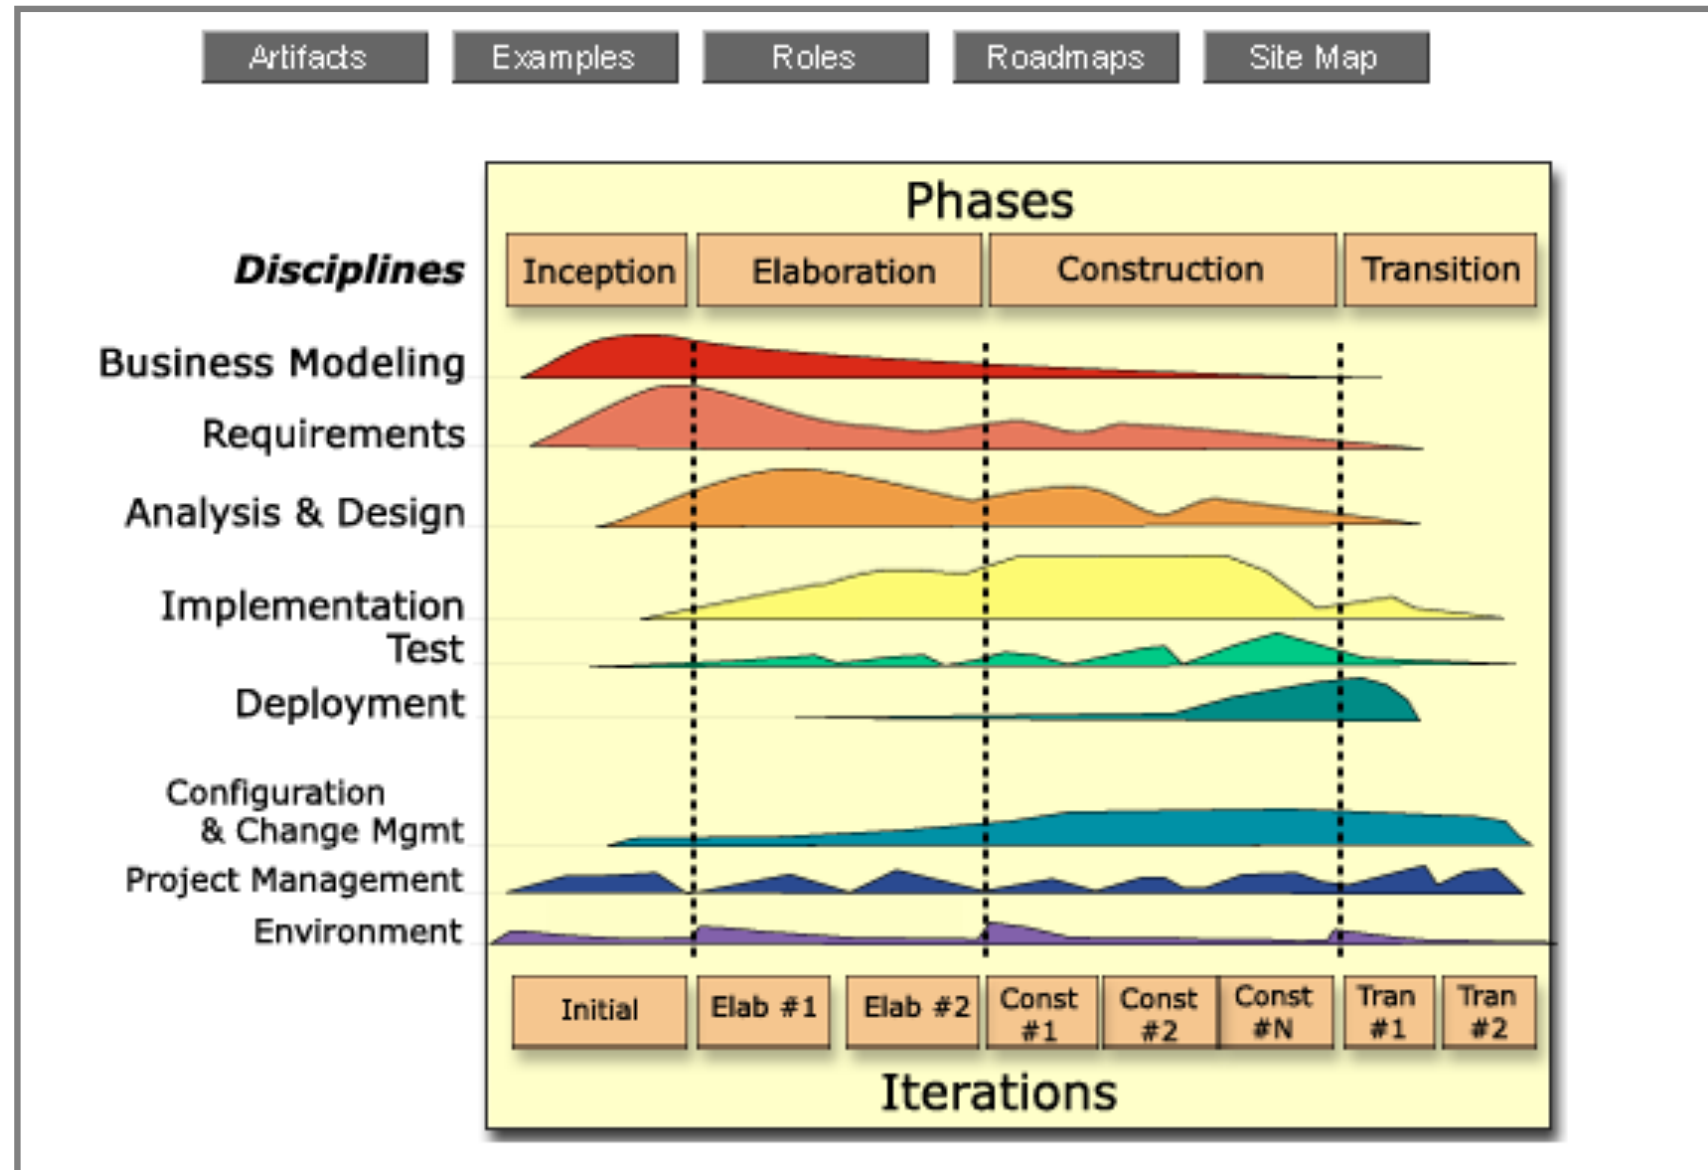 Artifacts
Examples
Roles
Roadmaps
Site Map
Phases
Disciplines
Inception
Elaboration
Construction
Transition
Business Modeling
Requirements
Analysis & Design
Implementation
Test
Deployment
Configuration
& Change Mgmt
Project Management
Environment
Initial
Elab #1
Elab #2
Const
#1
Const
#2
Const
#N
Tran
#1
Tran
#2
Iterations